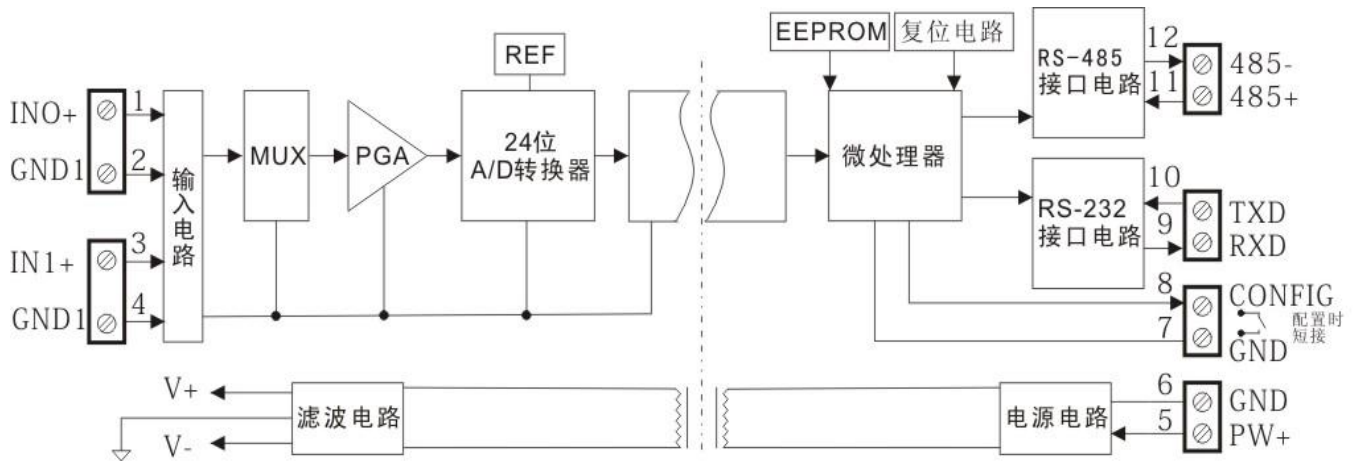 INO+
GND1
IN1+
GND1
1
2
3
4
输入电路
MUX
PGA
REF
24位
A/D转换器
EEPROM
复位电路
微处理器
RS-485
接口电路
RS-232
接口电路
12
11
485-
485+
10
9
TXD
RXD
8
7
CONFIG
配置时
短接
GND
V+
V-
滤波电路
电源电路
6
5
GND
PW+